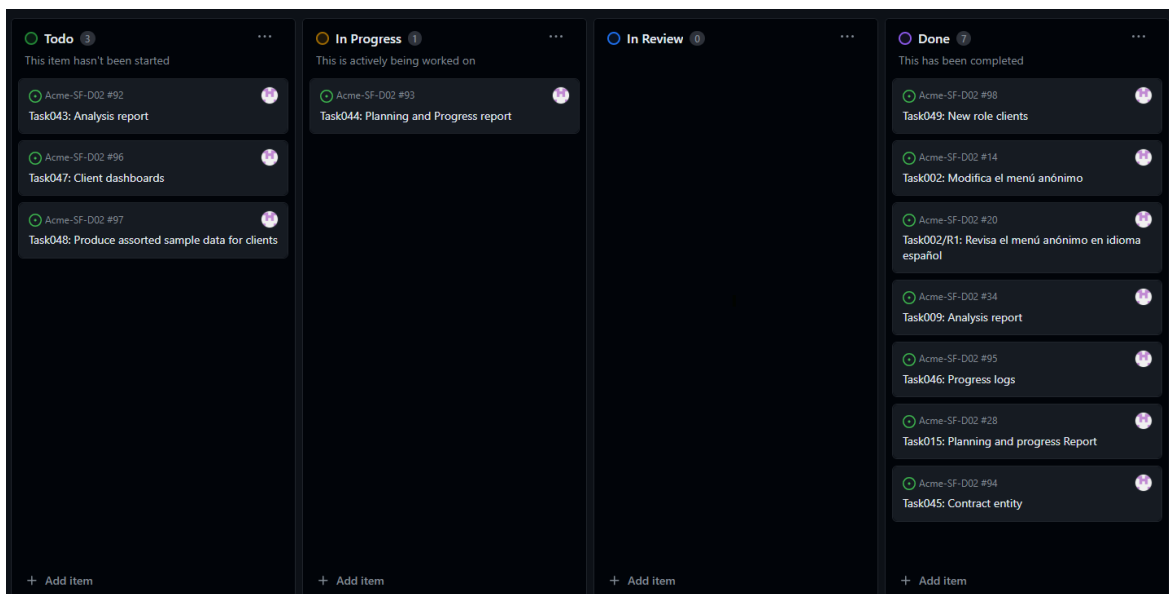 Todo 3
This item hasn't been started
Acme-SF-D02 #92
Task043: Analysis report
Acme-SF-D02 #96
Task047: Client dashboards
Acme-SF-D02 #97
Task048: Produce assorted sample data for clients
+ Add item
In Progress 1
This is actively being worked on
Acme-SF-D02 #93
Task044: Planning and Progress report
+ Add item
In Review 0
+ Add item
Done 7
This has been completed
Acme-SF-D02 #98
Task049: New role clients
Acme-SF-D02 #14
Task002: Modifica el menú anónimo
Acme-SF-D02 #20
Task002/R1: Revisa el menú anónimo en idioma
español
Acme-SF-D02 #34
Task009: Analysis report
Acme-SF-D02 #95
Task046: Progress logs
Acme-SF-D02 #28
Task015: Planning and progress Report
Acme-SF-D02 #94
Task045: Contract entity
+ Add item